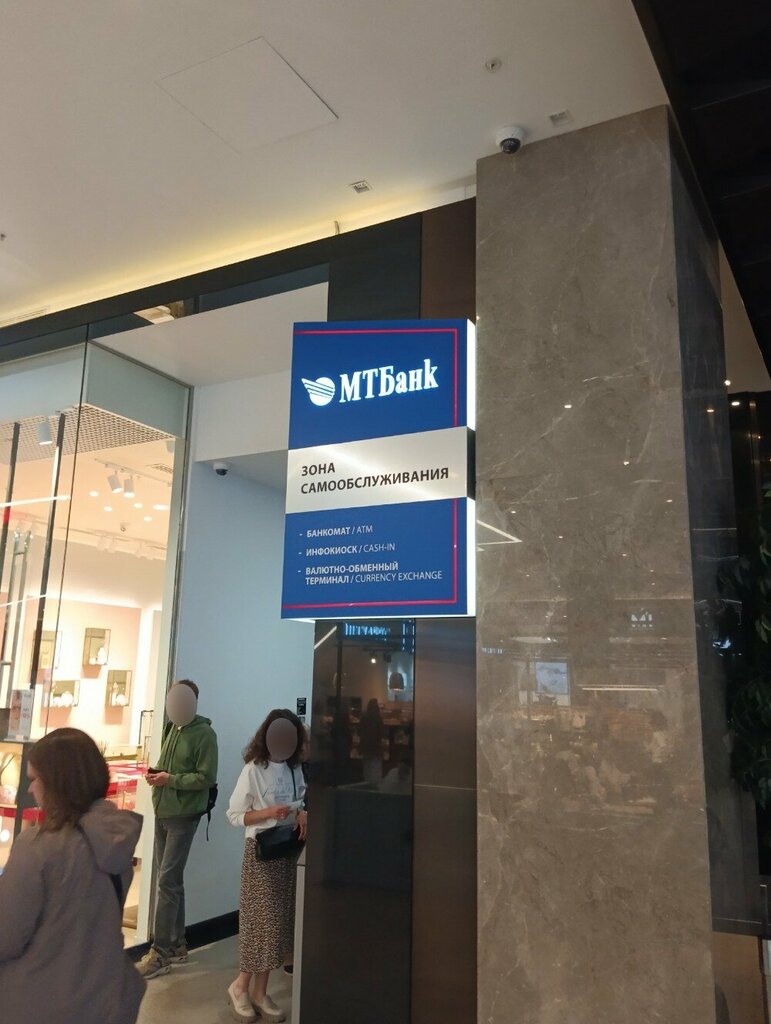 МТБанк
ЗОНА
САМООБСЛУЖИВАНИЯ
- БАНКОМАТ / ATM
- ИНФОКИОСК / CASH-IN
- ВАЛЮТНО-ОБМЕННЫЙ
ТЕРМИНАЛ / CURRENCY EXCHANGE